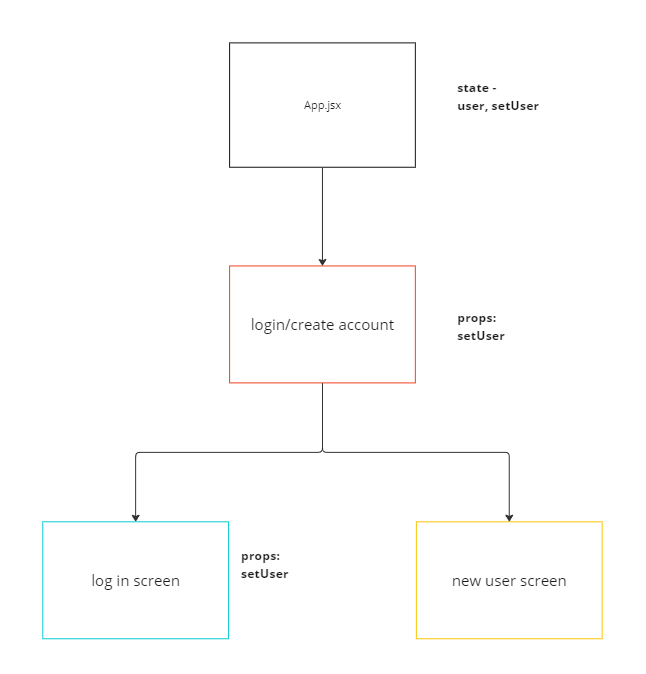 App.jsx
state -
user, setUser
login/create account
props:
setUser
log in screen
props:
setUser
new user screen